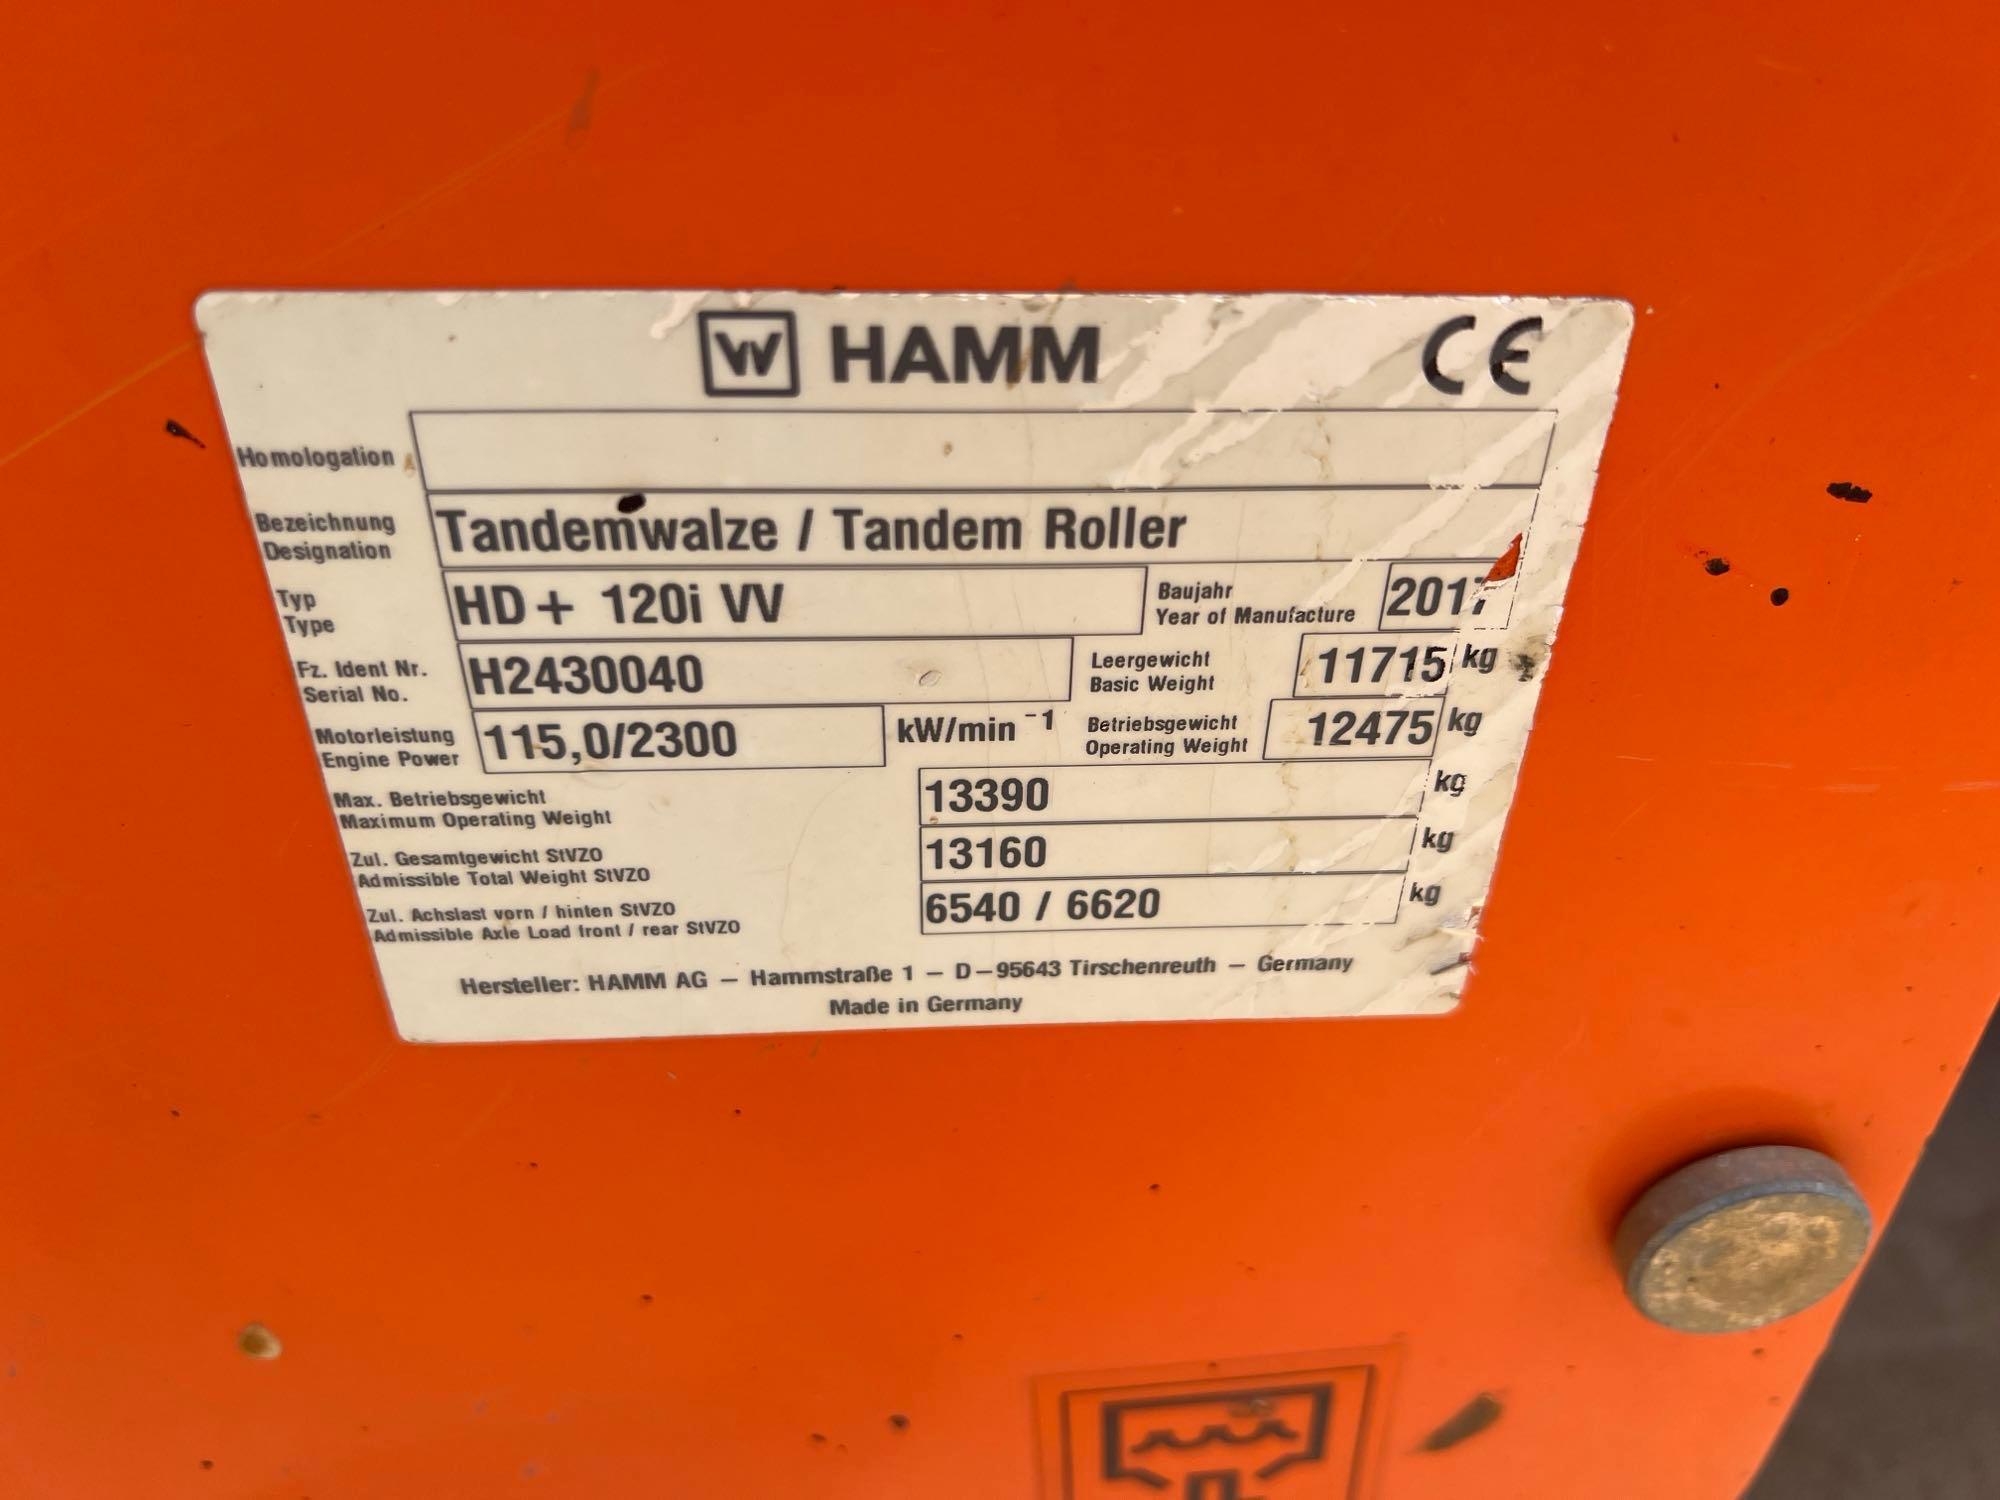 HAMM CE
Homologation
Bezeichnung
Designation
Tandemwalze / Tandem Roller
Typ
Type
HD+ 120i VV
Baujahr
Year of Manufacture
2017
Fz. Ident Nr.
Serial No.
H2430040
Leergewicht
Basic Weight
11715 kg
Motorleistung
Engine Power
115,0/2300 kW/min⁻¹
Betriebsgewicht
Operating Weight
12475 kg
Max. Betriebsgewicht
Maximum Operating Weight
13390 kg
Zul. Gesamtgewicht StVZO
Admissible Total Weight StVZO
13160 kg
Zul. Achslast vorn / hinten StVZO
Admissible Axle Load front / rear StVZO
6540 / 6620 kg
Hersteller: HAMM AG – Hammstraße 1 – D–95643 Tirschenreuth – Germany
Made in Germany